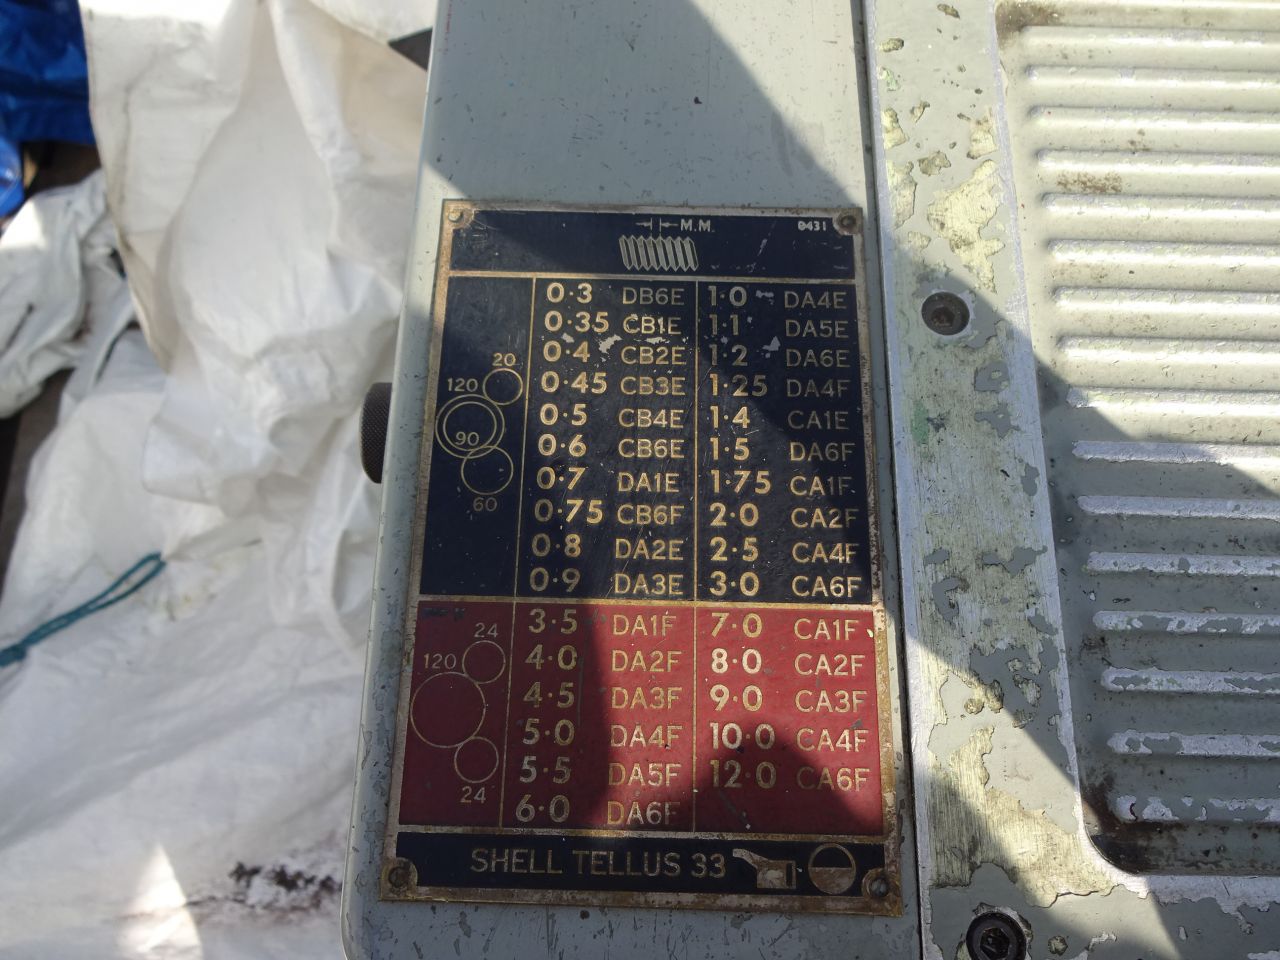 M.M. 0431
0.3 DB6E 1.0 DA4E
0.35 CB1E 1.1 DA5E
0.4 CB2E 1.2 DA6E
20
120
0.45 CB3E 1.25 DA4F
0.5 CB4E 1.4 CA1E
90
0.6 CB6E 1.5 DA6F
0.7 DA1E 1.75 CA1F
60
0.75 CB6F 2.0 CA2F
0.8 DA2E 2.5 CA4F
0.9 DA3E 3.0 CA6F
24
3.5 DA1F 7.0 CA1F
120
4.0 DA2F 8.0 CA2F
4.5 DA3F 9.0 CA3F
5.0 DA4F 10.0 CA4F
5.5 DA5F 12.0 CA6F
24
6.0 DA6F
SHELL TELLUS 33